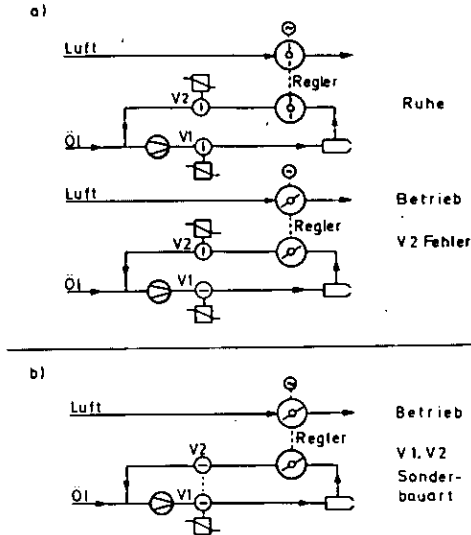 a)
Luft
Regler
V2
Ruhe
Öl
V1
Luft
Betrieb
Regler
V2
V2 Fehler
Öl
V1
b)
Luft
Betrieb
Regler
V2
V1, V2
Sonder-
bauart
Öl
V1